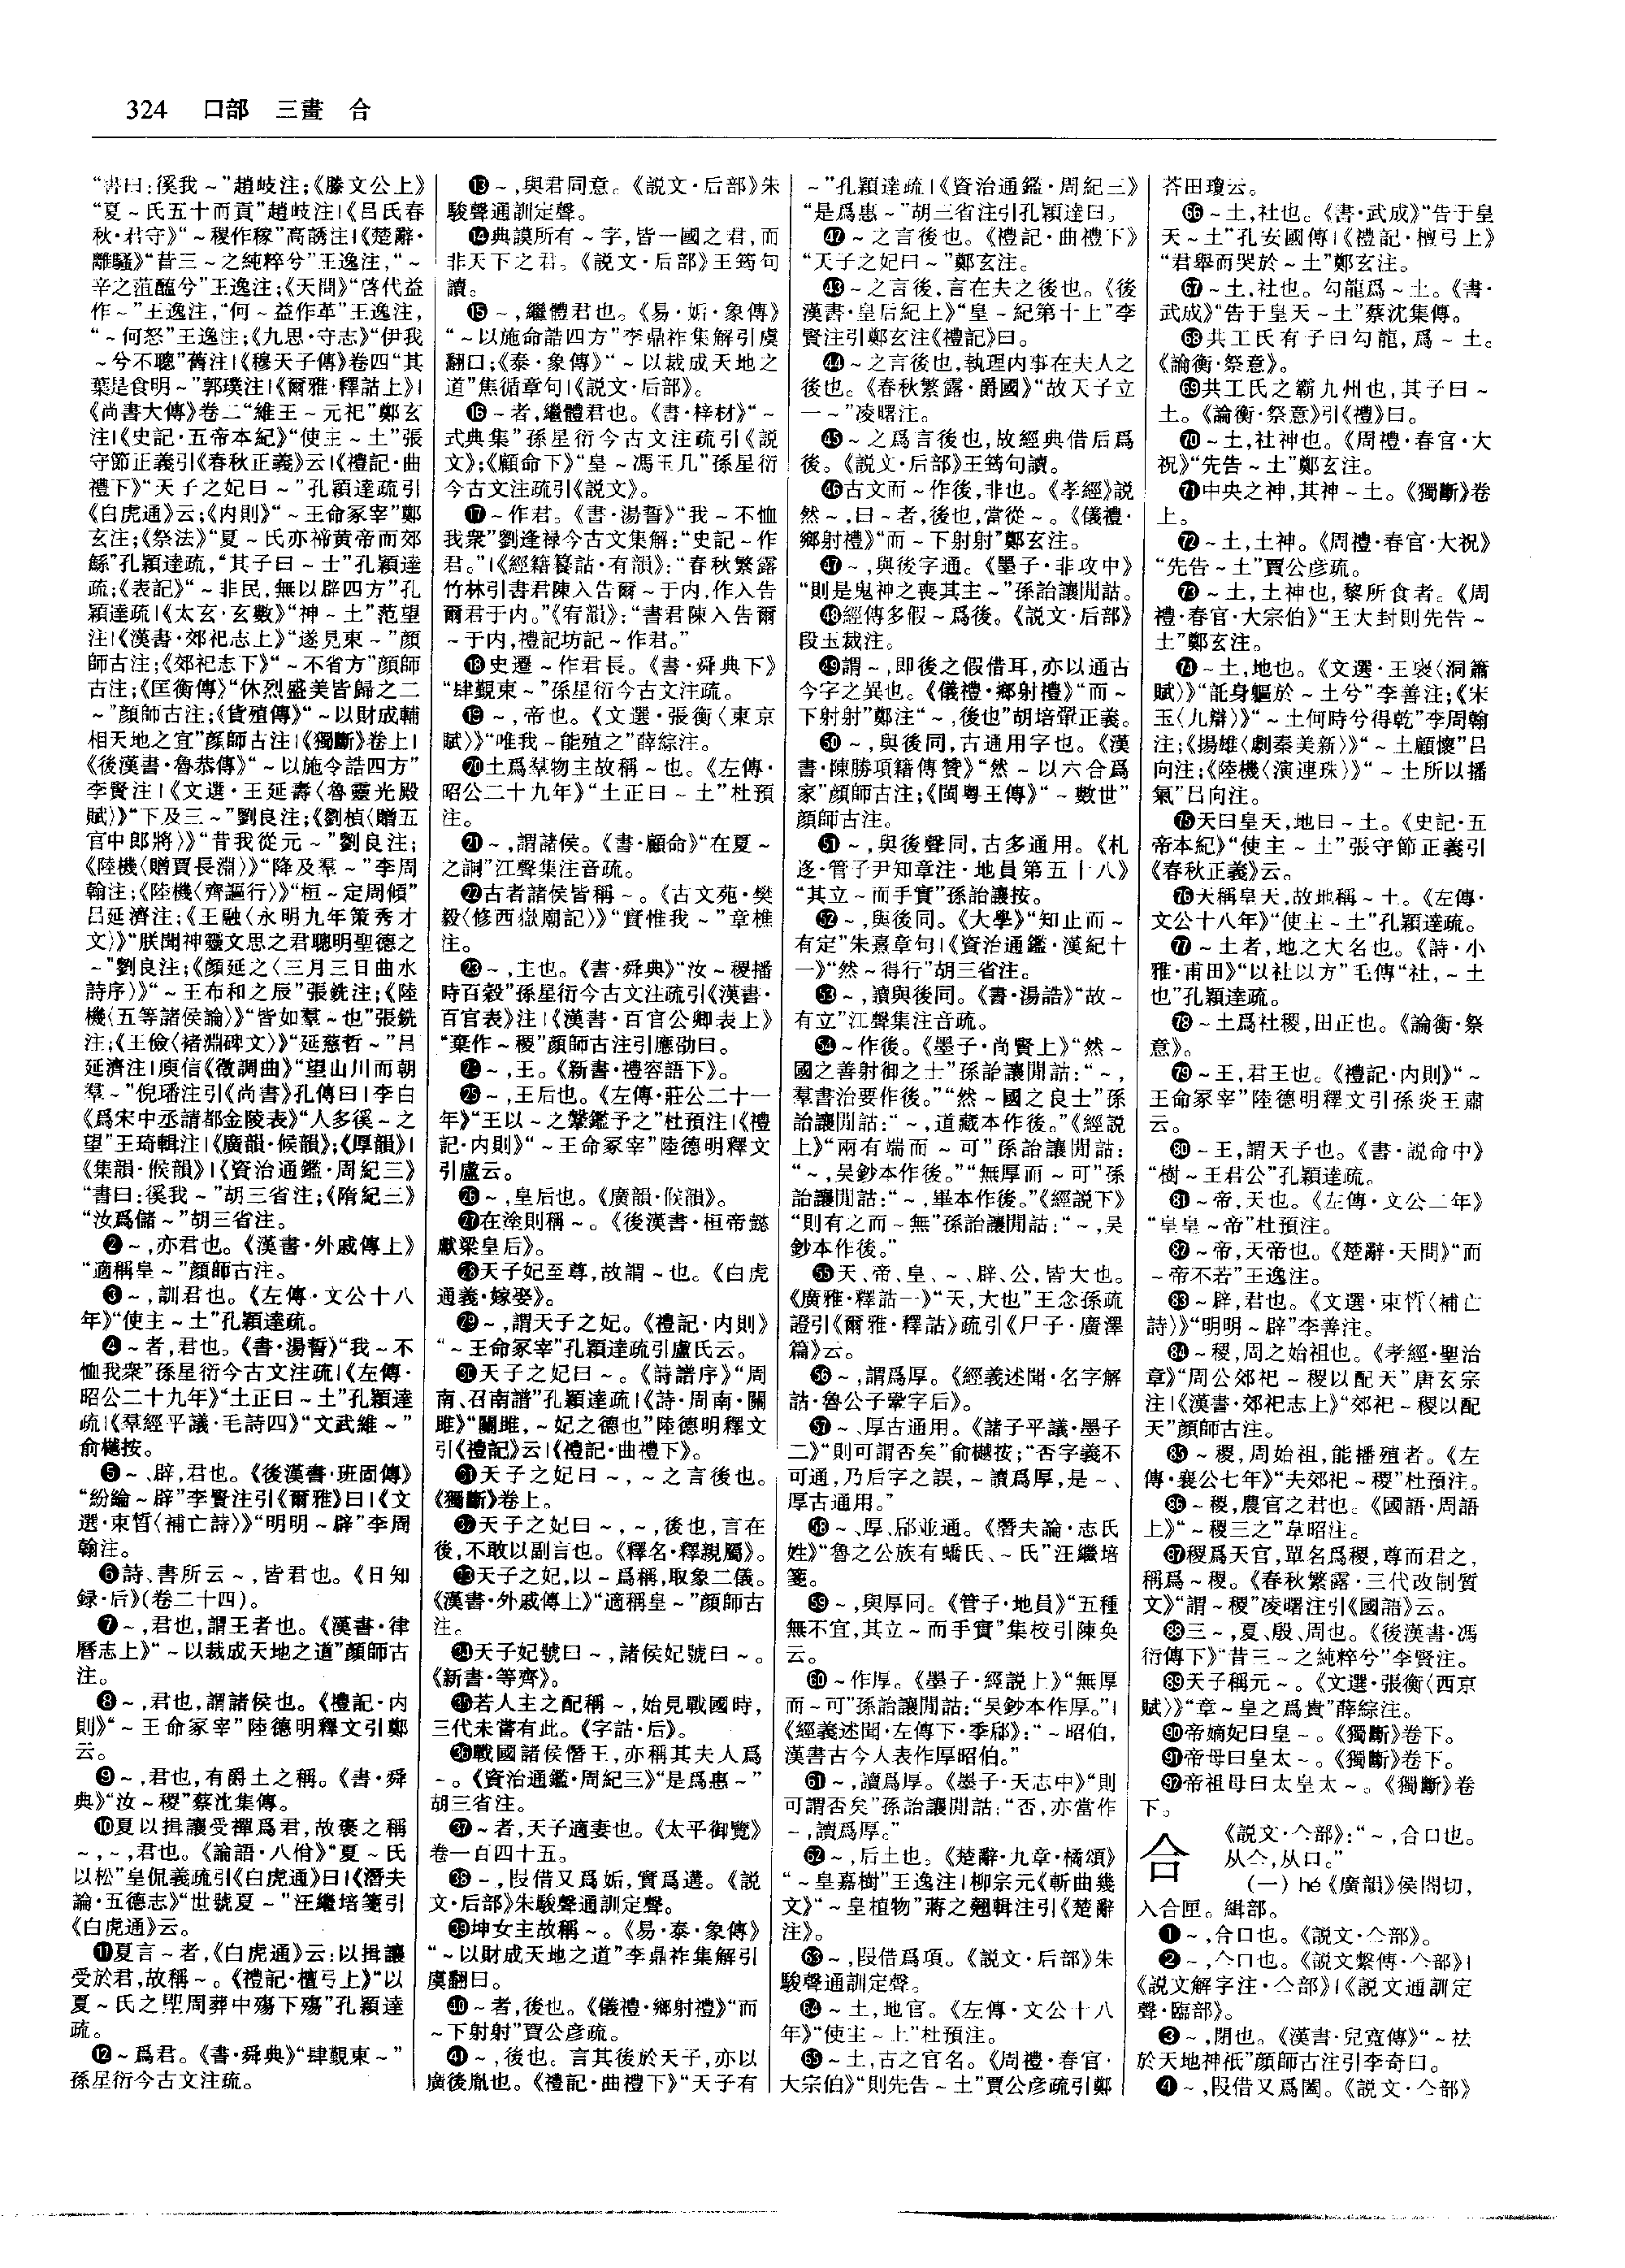 324 口部 三畫 合
“書曰:徯我～”趙岐注;《滕文公上》
“夏～氏五十而貢”趙岐注|《吕氏春
秋·君守》“～稷作稼”高誘注|《楚辭·
離騷》“昔三～之純粹兮”王逸注,“～
辛之菹醢兮”王逸注;《天問》“啓代益
作～”王逸注,“何～益作革”王逸注,
“～何怒”王逸注;《九思·守志》“伊我
～兮不聰”舊注|《穆天子傳》卷四“其
葉是食明～”郭璞注|《爾雅·釋詁上》|
《尚書大傳》卷二“維王～元祀”鄭玄
注|《史記·五帝本紀》“使主～土”張
守節正義引《春秋正義》云|《禮記·曲
禮下》“天子之妃曰～”孔穎達疏引
《白虎通》云;《内則》“～王命冢宰”鄭
玄注;《祭法》“夏～氏亦禘黄帝而郊
鯀”孔穎達疏,“其子曰～土”孔穎達
疏;《表記》“～非民,無以辟四方”孔
穎達疏|《太玄·玄數》“神～土”范望
注|《漢書·郊祀志上》“遂見東～”顔
師古注;《郊祀志下》“～不省方”顔師
古注;《匡衡傳》“休烈盛美皆歸之二
～”顔師古注;《貨殖傳》“～以財成輔
相天地之宜”顔師古注|《獨斷》卷上|
《後漢書·魯恭傳》“～以施令誥四方”
李賢注|《文選·王延壽〈魯靈光殿
賦〉》“下及三～”劉良注;《劉楨〈贈五
官中郎將〉》“昔我從元～”劉良注;
《陸機〈贈賈長淵〉》“降及羣～”李周
翰注;《陸機〈齊謳行〉》“桓～定周傾”
吕延濟注;《王融〈永明九年策秀才
文〉》“朕聞神靈文思之君聰明聖德之
～”劉良注;《顔延之〈三月三日曲水
詩序〉》“～王布和之辰”張銑注;《陸
機〈五等諸侯論〉》“皆如羣～也”張銑
注;《王儉〈褚淵碑文〉》“延慈哲～”吕
延濟注|庾信《徵調曲》“望山川而朝
羣～”倪璠注引《尚書》孔傳曰|李白
《爲宋中丞請都金陵表》“人多徯～之
望”王琦輯注|《廣韻·候韻》;《厚韻》|
《集韻·候韻》|《資治通鑑·周紀三》
“書曰:徯我～”胡三省注;《隋紀三》
“汝爲儲～”胡三省注。
❷～,亦君也。《漢書·外戚傳上》
“適稱皇～”顔師古注。
❸～,訓君也。《左傳·文公十八
年》“使主～土”孔穎達疏。
❹～者,君也。《書·湯誓》“我～不
恤我衆”孫星衍今古文注疏|《左傳·
昭公二十九年》“土正曰～土”孔穎達
疏|《羣經平議·毛詩四》“文武維～”
俞樾按。
❺～、辟,君也。《後漢書·班固傳》
“紛綸～辟”李賢注引《爾雅》曰|《文
選·束晳〈補亡詩〉》“明明～辟”李周
翰注。
❻詩、書所云～,皆君也。《日知
録·后》(卷二十四)。
❼～,君也,謂王者也。《漢書·律
曆志上》“～以裁成天地之道”顔師古
注。
❽～,君也,謂諸侯也。《禮記·内
則》“～王命冢宰”陸德明釋文引鄭
云。
❾～,君也,有爵土之稱。《書·舜
典》“汝～稷”蔡沈集傳。
❿夏以揖讓受禪爲君,故褒之稱
～,～,君也。《論語·八佾》“夏～氏
以松”皇侃義疏引《白虎通》曰|《潛夫
論·五德志》“世號夏～”汪繼培箋引
《白虎通》云。
⓫夏言～者,《白虎通》云:以揖讓
受於君,故稱～。《禮記·檀弓上》“以
夏～氏之堲周葬中殤下殤”孔穎達
疏。
⓬～爲君。《書·舜典》“肆覲東～”
孫星衍今古文注疏。
⓭～,與君同意。《説文·后部》朱
駿聲通訓定聲。
⓮典謨所有～字,皆一國之君,而
非天下之君。《説文·后部》王筠句
讀。
⓯～,繼體君也。《易·姤·象傳》
“～以施命誥四方”李鼎祚集解引虞
翻曰;《泰·象傳》“～以裁成天地之
道”焦循章句|《説文·后部》。
⓰～者,繼體君也。《書·梓材》“～
式典集”孫星衍今古文注疏引《説
文》;《顧命下》“皇～馮玉几”孫星衍
今古文注疏引《説文》。
⓱～作君。《書·湯誓》“我～不恤
我衆”劉逢禄今古文集解:“史記～作
君。”|《經籍籑詁·有韻》:“春秋繁露
竹林引書君陳入告爾～于内,作入告
爾君于内。”《宥韻》:“書君陳入告爾
～于内,禮記坊記～作君。”
⓲史遷～作君長。《書·舜典下》
“肆覲東～”孫星衍今古文注疏。
⓳～,帝也。《文選·張衡〈東京
賦〉》“唯我～能殖之”薛綜注。
⓴土爲羣物主故稱～也。《左傳·
昭公二十九年》“土正曰～土”杜預
注。
㉑～,謂諸侯。《書·顧命》“在夏～
之詷”江聲集注音疏。
㉒古者諸侯皆稱～。《古文苑·樊
毅〈修西嶽廟記〉》“實惟我～”章樵
注。
㉓～,主也。《書·舜典》“汝～稷播
時百穀”孫星衍今古文注疏引《漢書·
百官表》注|《漢書·百官公卿表上》
“棄作～稷”顔師古注引應劭曰。
㉔～,王。《新書·禮容語下》。
㉕～,王后也。《左傳·莊公二十一
年》“王以～之鞶鑑予之”杜預注|《禮
記·内則》“～王命冢宰”陸德明釋文
引盧云。
㉖～,皇后也。《廣韻·候韻》。
㉗在塗則稱～。《後漢書·桓帝懿
獻梁皇后》。
㉘天子妃至尊,故謂～也。《白虎
通義·嫁娶》。
㉙～,謂天子之妃。《禮記·内則》
“～王命冢宰”孔穎達疏引盧氏云。
㉚天子之妃曰～。《詩譜序》“周
南、召南譜”孔穎達疏|《詩·周南·關
雎》“關雎,～妃之德也”陸德明釋文
引《禮記》云|《禮記·曲禮下》。
㉛天子之妃曰～,～之言後也。
《獨斷》卷上。
㉜天子之妃曰～,～,後也,言在
後,不敢以副言也。《釋名·釋親屬》。
㉝天子之妃,以～爲稱,取象二儀。
《漢書·外戚傳上》“適稱皇～”顔師古
注。
㉞天子妃號曰～,諸侯妃號曰～。
《新書·等齊》。
㉟若人主之配稱～,始見戰國時,
三代未嘗有此。《字詁·后》。
㊱戰國諸侯僭王,亦稱其夫人爲
～。《資治通鑑·周紀三》“是爲惠～”
胡三省注。
㊲～者,天子適妻也。《太平御覽》
卷一百四十五。
㊳～,叚借又爲姤,實爲遘。《説
文·后部》朱駿聲通訓定聲。
㊴坤女主故稱～。《易·泰·象傳》
“～以財成天地之道”李鼎祚集解引
虞翻曰。
㊵～者,後也。《儀禮·鄉射禮》“而
～下射射”賈公彦疏。
㊶～,後也。言其後於天子,亦以
廣後胤也。《禮記·曲禮下》“天子有
～”孔穎達疏|《資治通鑑·周紀三》
“是爲惠～”胡三省注引孔穎達曰。
㊷～之言後也。《禮記·曲禮下》
“天子之妃曰～”鄭玄注。
㊸～之言後,言在夫之後也。《後
漢書·皇后紀上》“皇～紀第十上”李
賢注引鄭玄注《禮記》曰。
㊹～之言後也,執理内事在夫人之
後也。《春秋繁露·爵國》“故天子立
一～”凌曙注。
㊺～之爲言後也,故經典借后爲
後。《説文·后部》王筠句讀。
㊻古文而～作後,非也。《孝經》説
然～,曰～者,後也,當從～。《儀禮·
鄉射禮》“而～下射射”鄭玄注。
㊼～,與後字通。《墨子·非攻中》
“則是鬼神之喪其主～”孫詒讓閒詁。
㊽經傳多假～爲後。《説文·后部》
段玉裁注。
㊾謂～,即後之假借耳,亦以通古
今字之異也。《儀禮·鄉射禮》“而～
下射射”鄭注“～,後也”胡培翬正義。
㊿～,與後同,古通用字也。《漢
書·陳勝項籍傳贊》“然～以六合爲
家”顔師古注;《閩粤王傳》“～數世”
顔師古注。
51～,與後聲同,古多通用。《札
迻·管子尹知章注·地員第五十八》
“其立～而手實”孫詒讓按。
52～,與後同。《大學》“知止而～
有定”朱熹章句|《資治通鑑·漢紀十
一》“然～得行”胡三省注。
53～,讀與後同。《書·湯誥》“故～
有立”江聲集注音疏。
54～作後。《墨子·尚賢上》“然～
國之善射御之士”孫詒讓閒詁:“～,
羣書治要作後。”“然～國之良士”孫
詒讓閒詁:“～,道藏本作後。”《經説
上》“兩有端而～可”孫詒讓閒詁:
“～,吴鈔本作後。”“無厚而～可”孫
詒讓閒詁:“～,畢本作後。”《經説下》
“則有之而～無”孫詒讓閒詁:“～,吴
鈔本作後。”
55天、帝、皇、～、辟、公,皆大也。
《廣雅·釋詁一》“天,大也”王念孫疏
證引《爾雅·釋詁》疏引《尸子·廣澤
篇》云。
56～,謂爲厚。《經義述聞·名字解
詁·魯公子鞏字后》。
57～、厚古通用。《諸子平議·墨子
二》“則可謂否矣”俞樾按:“否字義不
可通,乃后字之誤,～讀爲厚,是～、
厚古通用。”
58～、厚、郈並通。《潛夫論·志氏
姓》“魯之公族有蟜氏、～氏”汪繼培
箋。
59～,與厚同。《管子·地員》“五種
無不宜,其立～而手實”集校引陳奂
云。
60～作厚。《墨子·經説上》“無厚
而～可”孫詒讓閒詁:“吴鈔本作厚。”|
《經義述聞·左傳下·季郈》:“～昭伯,
漢書古今人表作厚昭伯。”
61～,讀爲厚。《墨子·天志中》“則
可謂否矣”孫詒讓閒詁:“否,亦當作
～,讀爲厚。”
62～,后土也。《楚辭·九章·橘頌》
“～皇嘉樹”王逸注|柳宗元《斬曲几
文》“～皇植物”蔣之翹輯注引《楚辭
注》。
63～,叚借爲項。《説文·后部》朱
駿聲通訓定聲。
64～土,地官。《左傳·文公十八
年》“使主～土”杜預注。
65～土,古之官名。《周禮·春官·
大宗伯》“則先告～土”賈公彦疏引鄭
荅田瓊云。
66～土,社也。《書·武成》“告于皇
天～土”孔安國傳|《禮記·檀弓上》
“君舉而哭於～土”鄭玄注。
67～土,社也。勾龍爲～土。《書·
武成》“告于皇天～土”蔡沈集傳。
68共工氏有子曰勾龍,爲～土。
《論衡·祭意》。
69共工氏之霸九州也,其子曰～
土。《論衡·祭意》引《禮》曰。
70～土,社神也。《周禮·春官·大
祝》“先告～土”鄭玄注。
71中央之神,其神～土。《獨斷》卷
上。
72～土,土神。《周禮·春官·大祝》
“先告～土”賈公彦疏。
73～土,土神也,黎所食者。《周
禮·春官·大宗伯》“王大封則先告～
土”鄭玄注。
74～土,地也。《文選·王褒〈洞簫
賦〉》“託身軀於～土兮”李善注;《宋
玉〈九辯〉》“～土何時兮得乾”李周翰
注;《揚雄〈劇秦美新〉》“～土顧懷”吕
向注;《陸機〈演連珠〉》“～土所以播
氣”吕向注。
75天曰皇天,地曰～土。《史記·五
帝本紀》“使主～土”張守節正義引
《春秋正義》云。
76天稱皇天,故地稱～土。《左傳·
文公十八年》“使主～土”孔穎達疏。
77～土者,地之大名也。《詩·小
雅·甫田》“以社以方”毛傳“社,～土
也”孔穎達疏。
78～土爲社稷,田正也。《論衡·祭
意》。
79～王,君王也。《禮記·内則》“～
王命冢宰”陸德明釋文引孫炎王肅
云。
80～王,謂天子也。《書·説命中》
“樹～王君公”孔穎達疏。
81～帝,天也。《左傳·文公二年》
“皇皇～帝”杜預注。
82～帝,天帝也。《楚辭·天問》“而
～帝不若”王逸注。
83～辟,君也。《文選·束晳〈補亡
詩〉》“明明～辟”李善注。
84～稷,周之始祖也。《孝經·聖治
章》“周公郊祀～稷以配天”唐玄宗
注|《漢書·郊祀志上》“郊祀～稷以配
天”顔師古注。
85～稷,周始祖,能播殖者。《左
傳·襄公七年》“夫郊祀～稷”杜預注。
86～稷,農官之君也。《國語·周語
上》“～稷三之”韋昭注。
87稷爲天官,單名爲稷,尊而君之,
稱爲～稷。《春秋繁露·三代改制質
文》“謂～稷”凌曙注引《國語》云。
88三～,夏、殷、周也。《後漢書·馮
衍傳下》“昔三～之純粹兮”李賢注。
89天子稱元～。《文選·張衡〈西京
賦〉》“章～皇之爲貴”薛綜注。
90帝嫡妃曰皇～。《獨斷》卷下。
91帝母曰皇太～。《獨斷》卷下。
92帝祖母曰太皇太～。《獨斷》卷
下。
合
《説文·亼部》:“～,合口也。
从亼,从口。”
(一) hé《廣韻》侯閤切,
入合匣。緝部。
❶～,合口也。《説文·亼部》。
❷～,亼口也。《説文繫傳·亼部》|
《説文解字注·亼部》|《説文通訓定
聲·臨部》。
❸～,閉也。《漢書·兒寬傳》“～祛
於天地神祇”顔師古注引李奇曰。
❹～,叚借又爲闔。《説文·亼部》